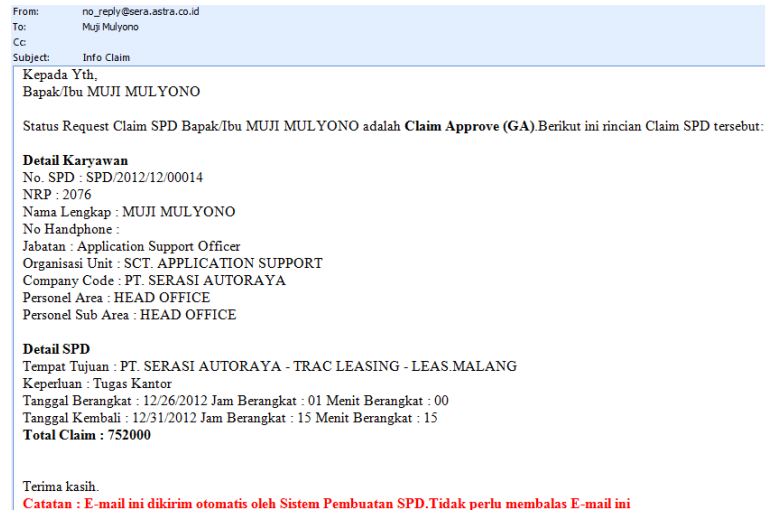 From: no_reply@sera.astra.co.id
To: Muji Mulyono
Cc:
Subject: Info Claim
Kepada Yth,
Bapak/Ibu MUJI MULYONO
Status Request Claim SPD Bapak/Ibu MUJI MULYONO adalah Claim Approve (GA).Berikut ini rincian Claim SPD tersebut:
Detail Karyawan
No. SPD : SPD/2012/12/00014
NRP : 2076
Nama Lengkap : MUJI MULYONO
No Handphone :
Jabatan : Application Support Officer
Organisasi Unit : SCT. APPLICATION SUPPORT
Company Code : PT. SERASI AUTORAYA
Personel Area : HEAD OFFICE
Personel Sub Area : HEAD OFFICE
Detail SPD
Tempat Tujuan : PT. SERASI AUTORAYA - TRAC LEASING - LEAS.MALANG
Keperluan : Tugas Kantor
Tanggal Berangkat : 12/26/2012 Jam Berangkat : 01 Menit Berangkat : 00
Tanggal Kembali : 12/31/2012 Jam Berangkat : 15 Menit Berangkat : 15
Total Claim : 752000
Terima kasih.
Catatan : E-mail ini dikirim otomatis oleh Sistem Pembuatan SPD.Tidak perlu membalas E-mail ini